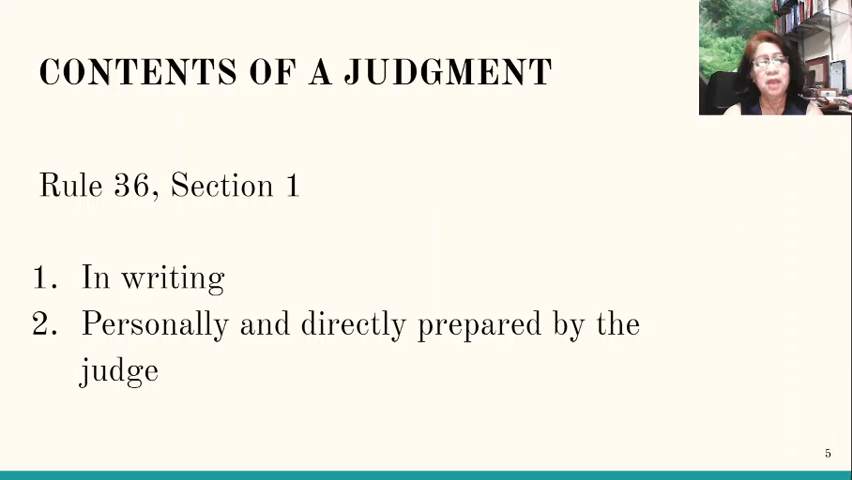 CONTENTS OF A JUDGMENT
Rule 36, Section 1
1. In writing
2. Personally and directly prepared by the
judge
5